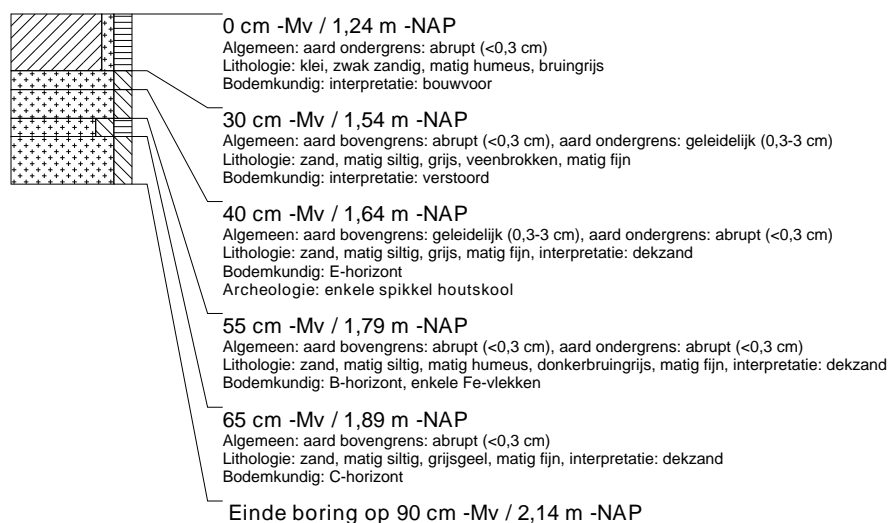 0 cm -Mv / 1,24 m -NAP
Algemeen: aard ondergrens: abrupt (<0,3 cm)
Lithologie: klei, zwak zandig, matig humeus, bruingrijs
Bodemkundig: interpretatie: bouwvoor
30 cm -Mv / 1,54 m -NAP
Algemeen: aard bovengrens: abrupt (<0,3 cm), aard ondergrens: geleidelijk (0,3-3 cm)
Lithologie: zand, matig siltig, grijs, veenbrokken, matig fijn
Bodemkundig: interpretatie: verstoord
40 cm -Mv / 1,64 m -NAP
Algemeen: aard bovengrens: geleidelijk (0,3-3 cm), aard ondergrens: abrupt (<0,3 cm)
Lithologie: zand, matig siltig, grijs, matig fijn, interpretatie: dekzand
Bodemkundig: E-horizont
Archeologie: enkele spikkel houtskool
55 cm -Mv / 1,79 m -NAP
Algemeen: aard bovengrens: abrupt (<0,3 cm), aard ondergrens: abrupt (<0,3 cm)
Lithologie: zand, matig siltig, matig humeus, donkerbruingrijs, matig fijn, interpretatie: dekzand
Bodemkundig: B-horizont, enkele Fe-vlekken
65 cm -Mv / 1,89 m -NAP
Algemeen: aard bovengrens: abrupt (<0,3 cm)
Lithologie: zand, matig siltig, grijsgeel, matig fijn, interpretatie: dekzand
Bodemkundig: C-horizont
Einde boring op 90 cm -Mv / 2,14 m -NAP